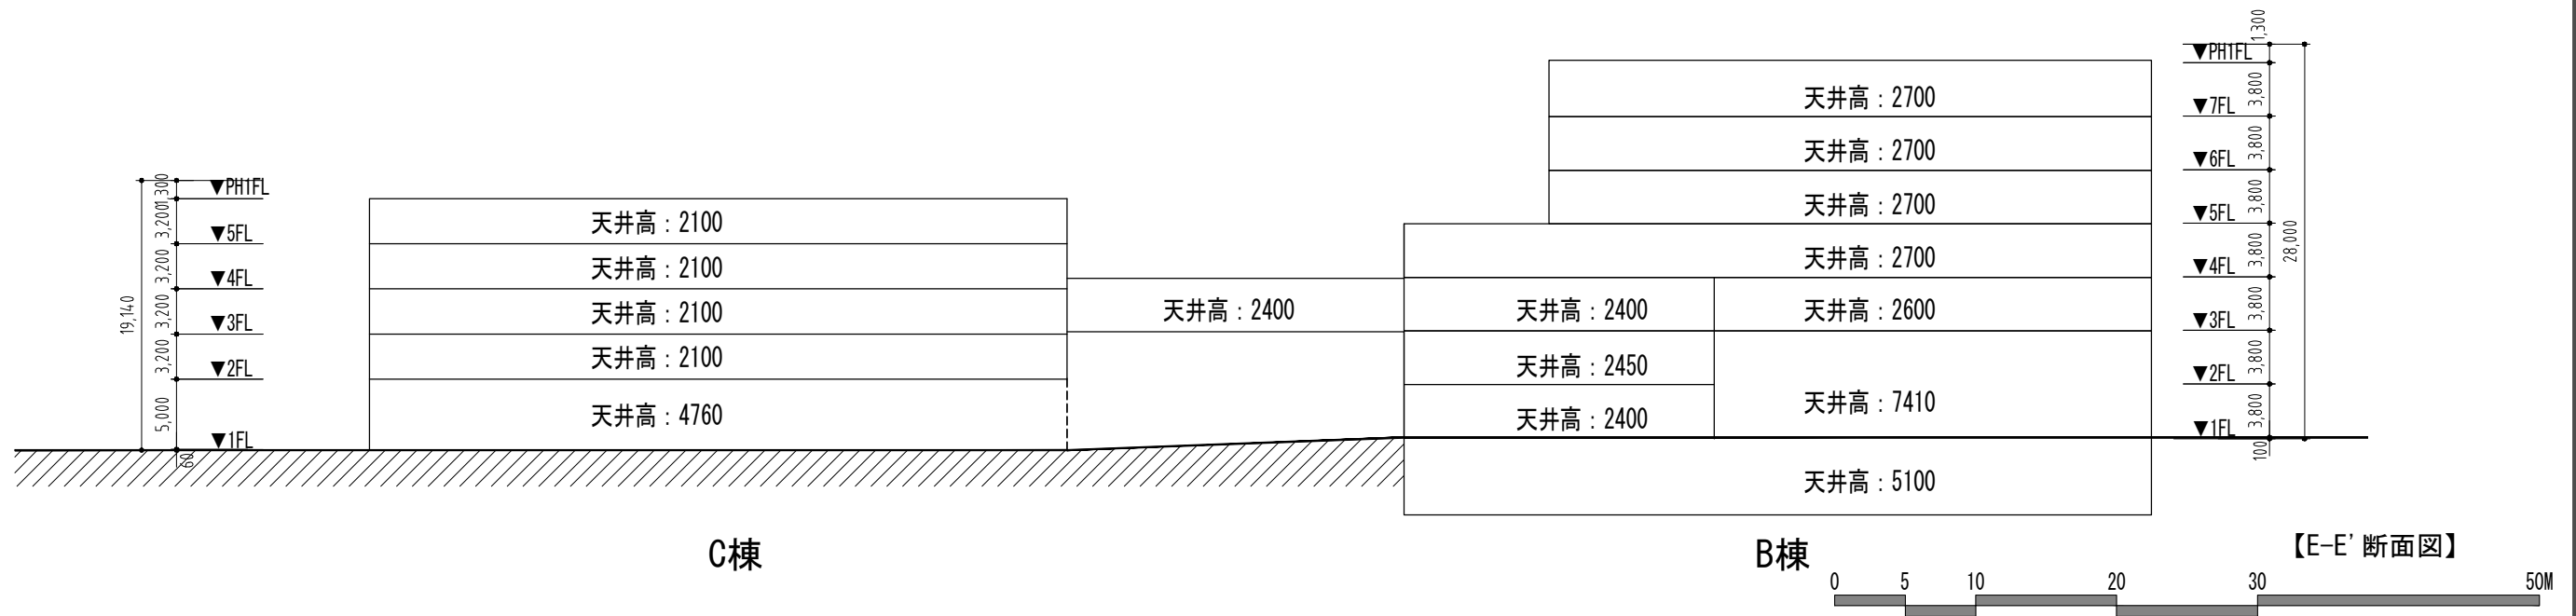 1,300
▼PH1FL
3,800
▼7FL
3,800
▼6FL
3,800
▼5FL
3,800
▼4FL
3,800
▼3FL
3,800
▼2FL
3,800
▼1FL
100
28,000
天井高：2700
天井高：2700
天井高：2700
天井高：2700
天井高：2400
天井高：2600
天井高：2450
天井高：7410
天井高：2400
天井高：5100
天井高：2400
1,300
▼PH1FL
3,200
▼5FL
3,200
▼4FL
3,200
▼3FL
3,200
▼2FL
5,000
▼1FL
60
19,140
天井高：2100
天井高：2100
天井高：2100
天井高：2100
天井高：4760
C棟
B棟
【E-E' 断面図】
0 5 10 20 30 50M